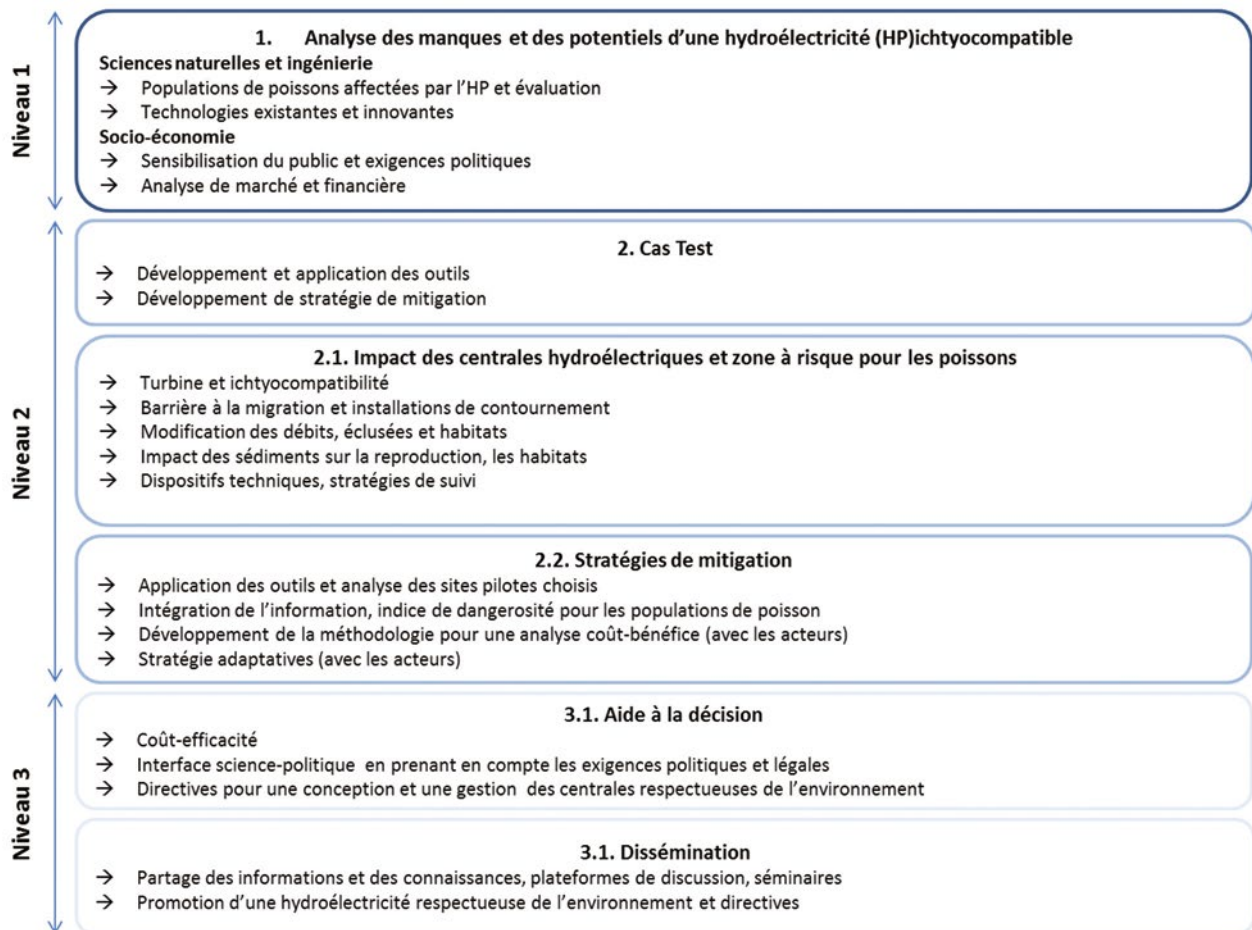 Niveau 1
1. Analyse des manques et des potentiels d'une hydroélectricité (HP)ichtyocompatible
Sciences naturelles et ingénierie
→ Populations de poissons affectées par l'HP et évaluation
→ Technologies existantes et innovantes
Socio-économie
→ Sensibilisation du public et exigences politiques
→ Analyse de marché et financière
Niveau 2
2. Cas Test
→ Développement et application des outils
→ Développement de stratégie de mitigation
2.1. Impact des centrales hydroélectriques et zone à risque pour les poissons
→ Turbine et ichtyocompatibilité
→ Barrière à la migration et installations de contournement
→ Modification des débits, éclusées et habitats
→ Impact des sédiments sur la reproduction, les habitats
→ Dispositifs techniques, stratégies de suivi
2.2. Stratégies de mitigation
→ Application des outils et analyse des sites pilotes choisis
→ Intégration de l'information, indice de dangerosité pour les populations de poisson
→ Développement de la méthodologie pour une analyse coût-bénéfice (avec les acteurs)
→ Stratégie adaptatives (avec les acteurs)
Niveau 3
3.1. Aide à la décision
→ Coût-efficacité
→ Interface science-politique en prenant en compte les exigences politiques et légales
→ Directives pour une conception et une gestion des centrales respectueuses de l'environnement
3.1. Dissémination
→ Partage des informations et des connaissances, plateformes de discussion, séminaires
→ Promotion d'une hydroélectricité respectueuse de l'environnement et directives